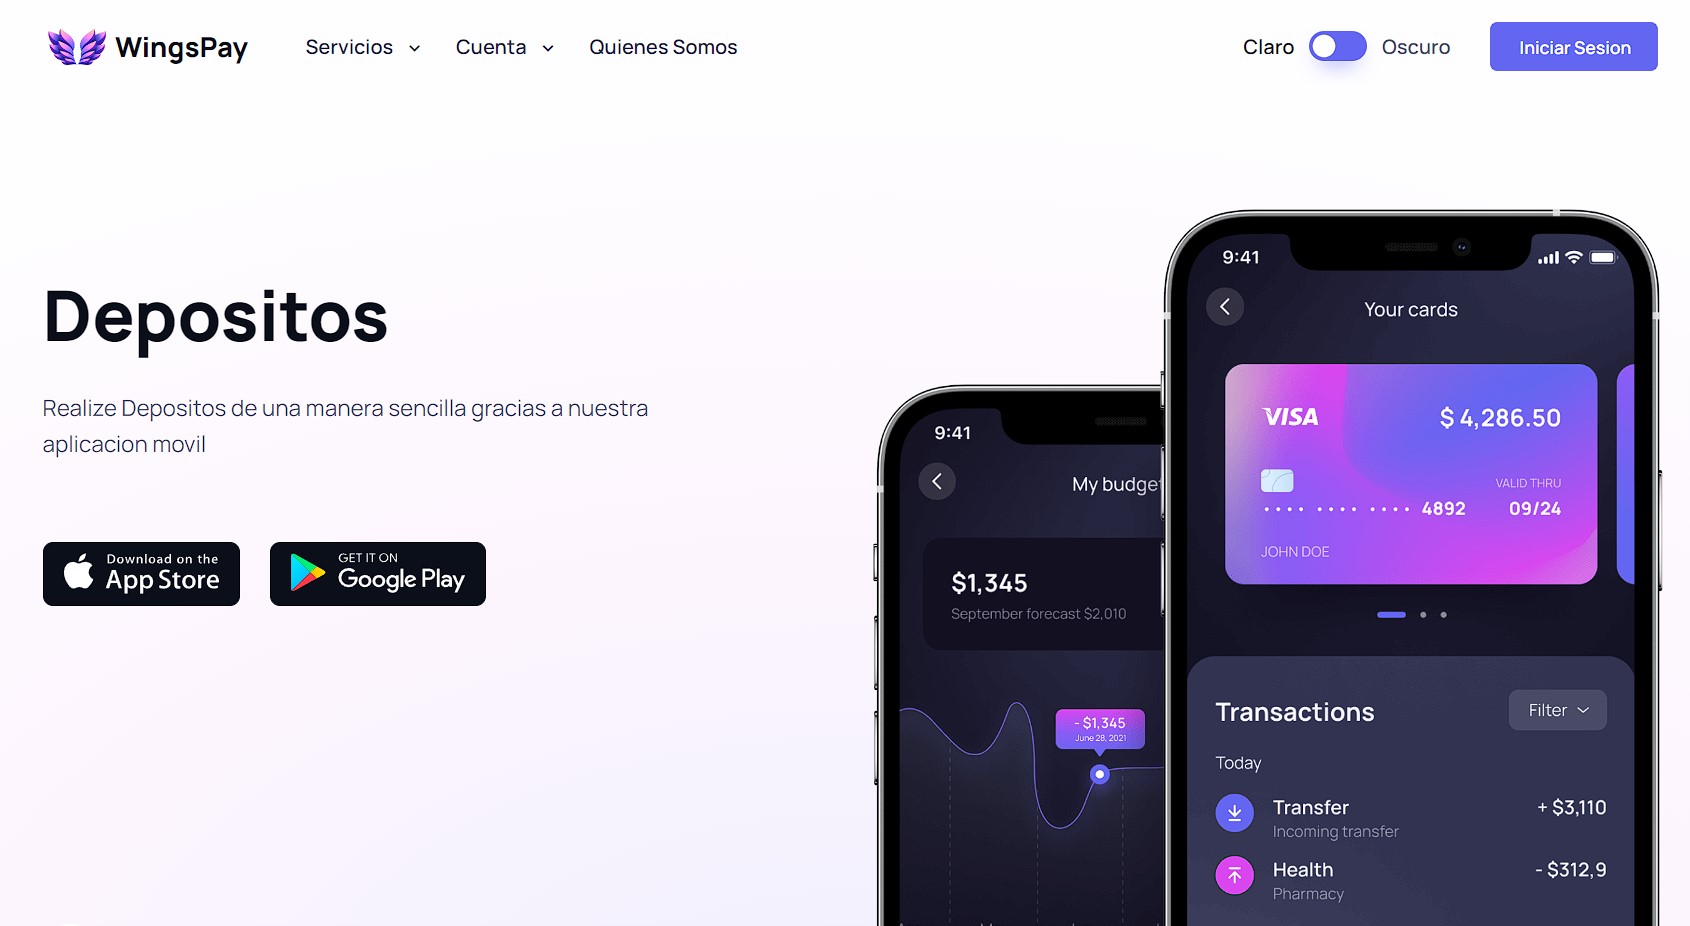 WingsPay
Servicios
Cuenta
Quienes Somos
Claro
Oscuro
Iniciar Sesion
Depositos
Realize Depositos de una manera sencilla gracias a nuestra
aplicacion movil
Download on the
App Store
GET IT ON
Google Play
9:41
My budget
$1,345
September forecast $2,010
- $1,345
June 28, 2021
9:41
Your cards
VISA
$ 4,286.50
VALID THRU
•••• •••• •••• 4892
09/24
JOHN DOE
Transactions
Filter
Today
Transfer
+ $3,110
Incoming transfer
Health
- $312,9
Pharmacy